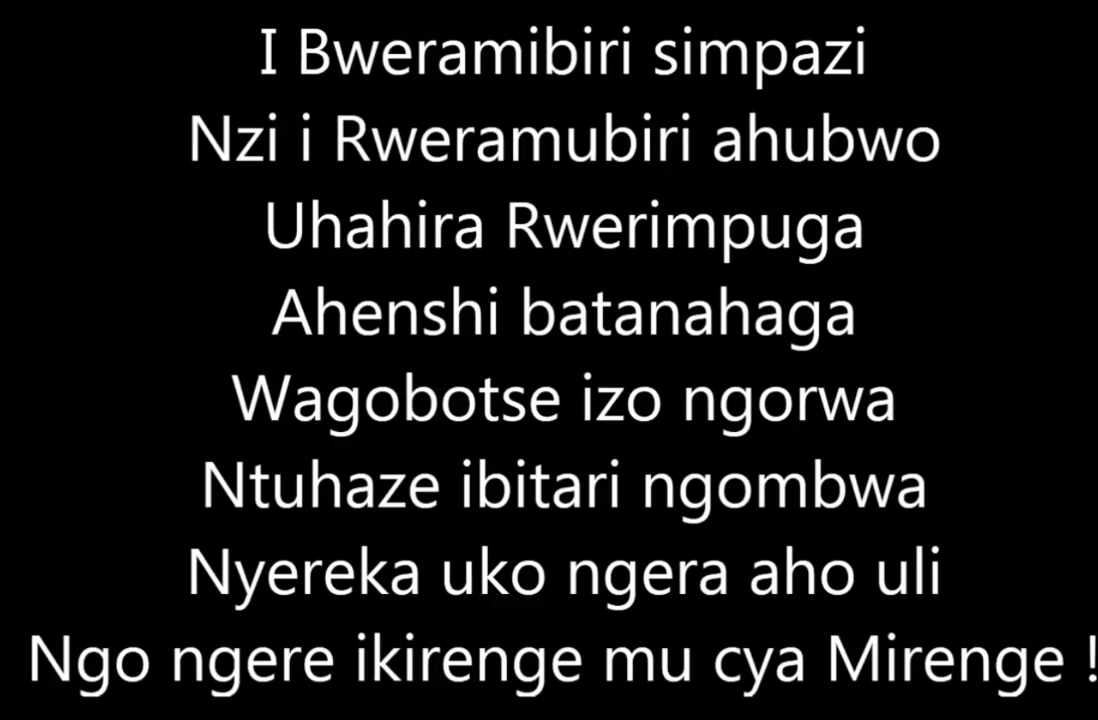 I Bweramibiri simpazi
Nzi i Rweramubiri ahubwo
Uhahira Rwerimpuga
Ahenshi batanahaga
Wagobotse izo ngorwa
Ntuhaze ibitari ngombwa
Nyereka uko ngera aho uli
Ngo ngere ikirenge mu cya Mirenge !